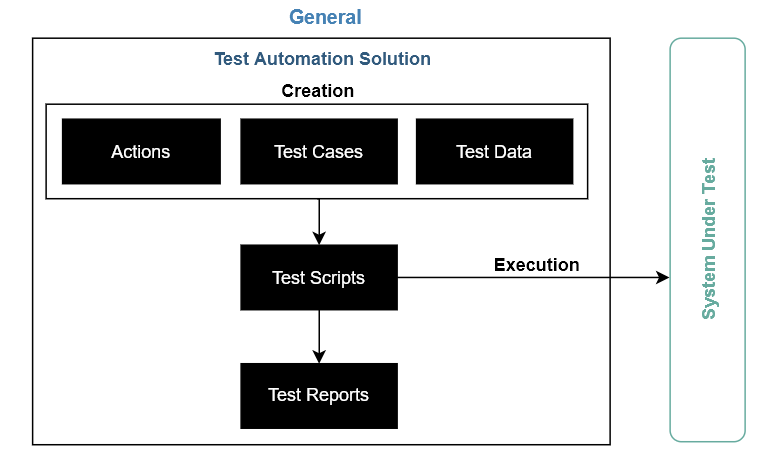 General
Test Automation Solution
Creation
Actions
Test Cases
Test Data
Test Scripts
Execution
System Under Test
Test Reports